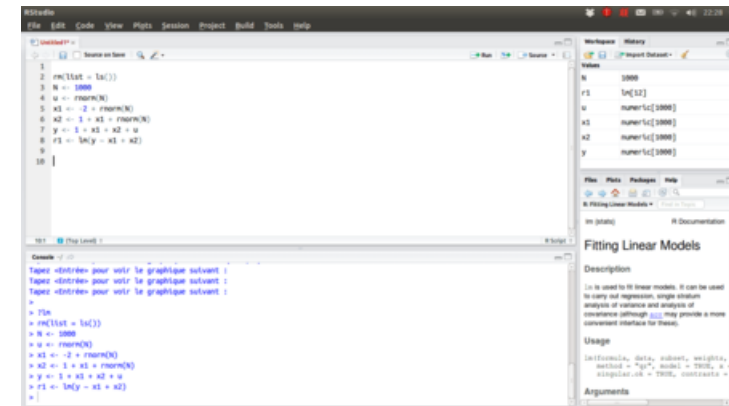 RStudio
22:28
File Edit Code View Plots Session Project Build Tools Help
Untitled1*
Source on Save
Run
Source
1
2 rm(list = ls())
3 N <- 1000
4 u <- rnorm(N)
5 x1 <- -2 + rnorm(N)
6 x2 <- 1 + x1 + rnorm(N)
7 y <- 1 + x1 + x2 + u
8 r1 <- lm(y ~ x1 + x2)
9
10
10:1 (Top Level) R Script
Console
Tapez <Entrée> pour voir le graphique suivant :
Tapez <Entrée> pour voir le graphique suivant :
Tapez <Entrée> pour voir le graphique suivant :
>
> ?lm
> rm(list = ls())
> N <- 1000
> u <- rnorm(N)
> x1 <- -2 + rnorm(N)
> x2 <- 1 + x1 + rnorm(N)
> y <- 1 + x1 + x2 + u
> r1 <- lm(y ~ x1 + x2)
>
Workspace History
Import Dataset
Values
N 1000
r1 lm[12]
u numeric[1000]
x1 numeric[1000]
x2 numeric[1000]
y numeric[1000]
Files Plots Packages Help
R: Fitting Linear Models
Find in Topic
lm {stats} R Documentation
Fitting Linear Models
Description
lm is used to fit linear models. It can be used
to carry out regression, single stratum
analysis of variance and analysis of
covariance (although aov may provide a more
convenient interface for these).
Usage
lm(formula, data, subset, weights,
method = "qr", model = TRUE, x
singular.ok = TRUE, contrasts =
Arguments